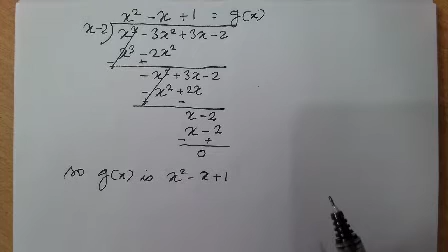 x² - x + 1 = g(x)
x-2) x³ - 3x² + 3x - 2
x³ - 2x²
- +
- x² + 3x - 2
- x² + 2x
+ -
x - 2
x - 2
- +
0
so g(x) is x² - x + 1